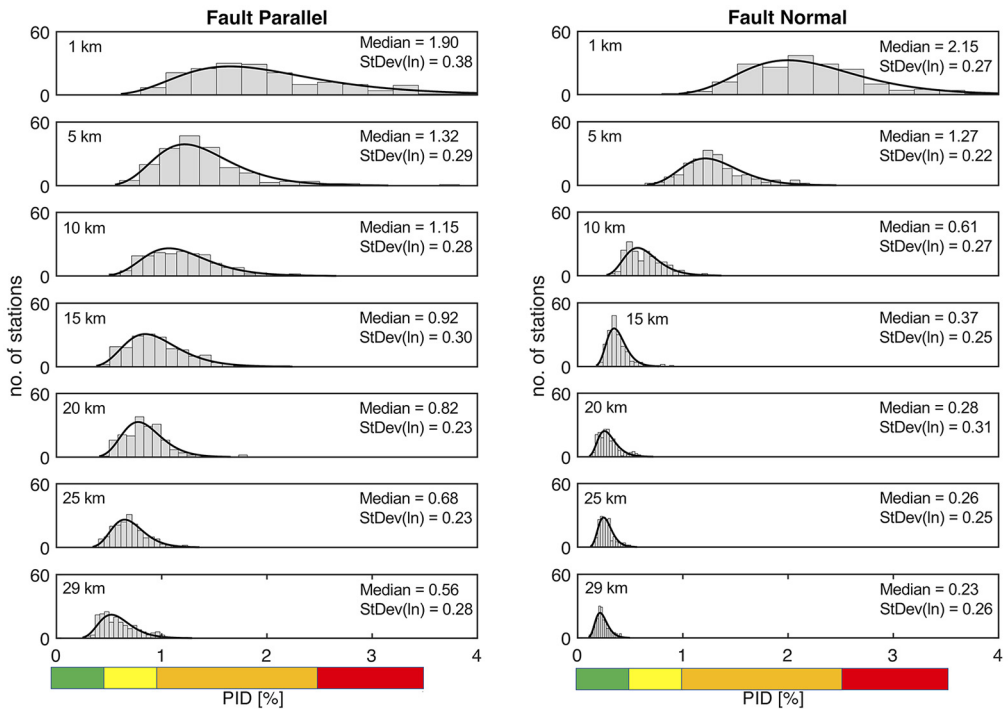 Fault Parallel
60
0
1 km
Median = 1.90
StDev(ln) = 0.38
60
0
5 km
Median = 1.32
StDev(ln) = 0.29
60
0
10 km
Median = 1.15
StDev(ln) = 0.28
60
0
15 km
Median = 0.92
StDev(ln) = 0.30
60
0
20 km
Median = 0.82
StDev(ln) = 0.23
60
0
25 km
Median = 0.68
StDev(ln) = 0.23
60
0
29 km
Median = 0.56
StDev(ln) = 0.28
no. of stations
0 1 2 3 4
PID [%]
Fault Normal
60
0
1 km
Median = 2.15
StDev(ln) = 0.27
60
0
5 km
Median = 1.27
StDev(ln) = 0.22
60
0
10 km
Median = 0.61
StDev(ln) = 0.27
60
0
15 km
Median = 0.37
StDev(ln) = 0.25
60
0
20 km
Median = 0.28
StDev(ln) = 0.31
60
0
25 km
Median = 0.26
StDev(ln) = 0.25
60
0
29 km
Median = 0.23
StDev(ln) = 0.26
no. of stations
0 1 2 3 4
PID [%]